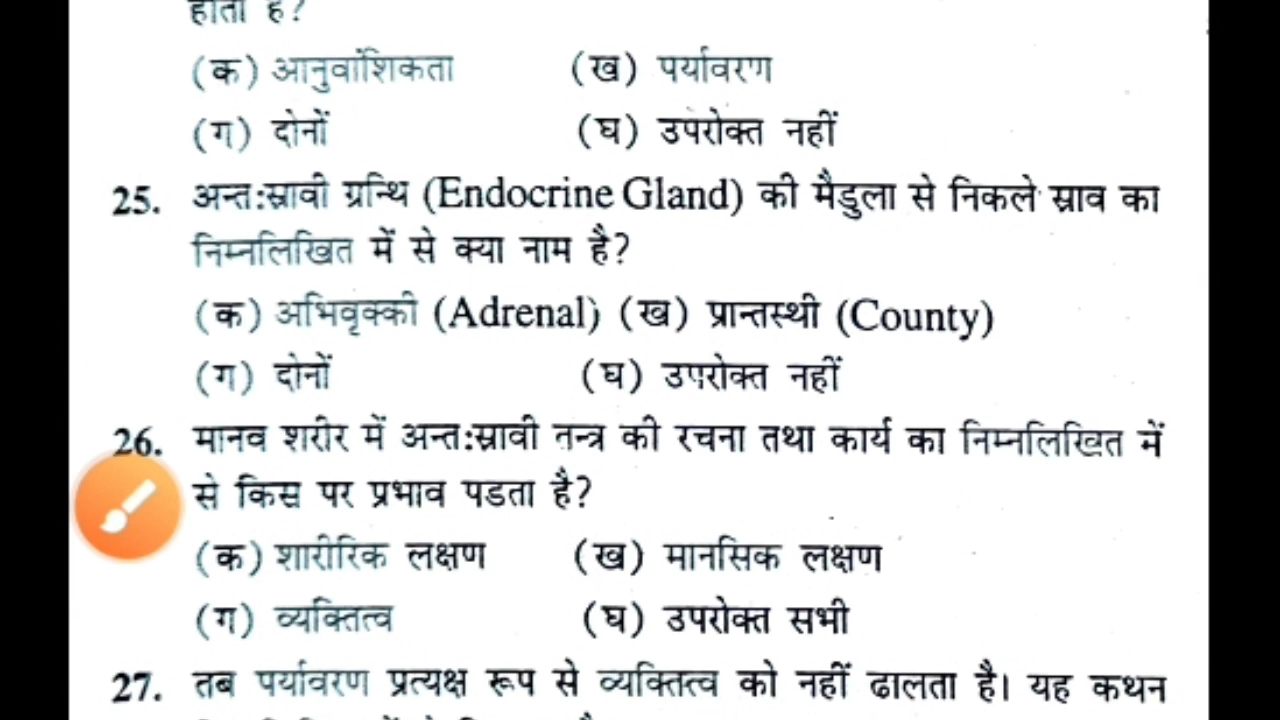 होता है?
(क) आनुवांशिकता (ख) पर्यावरण
(ग) दोनों (घ) उपरोक्त नहीं
25. अन्त:स्रावी ग्रन्थि (Endocrine Gland) की मैडुला से निकले स्राव का
निम्नलिखित में से क्या नाम है?
(क) अभिवृक्की (Adrenal) (ख) प्रान्तस्थी (County)
(ग) दोनों (घ) उपरोक्त नहीं
26. मानव शरीर में अन्त:स्रावी तन्त्र की रचना तथा कार्य का निम्नलिखित में
से किस पर प्रभाव पडता है?
(क) शारीरिक लक्षण (ख) मानसिक लक्षण
(ग) व्यक्तित्व (घ) उपरोक्त सभी
27. तब पर्यावरण प्रत्यक्ष रूप से व्यक्तित्व को नहीं ढालता है। यह कथन